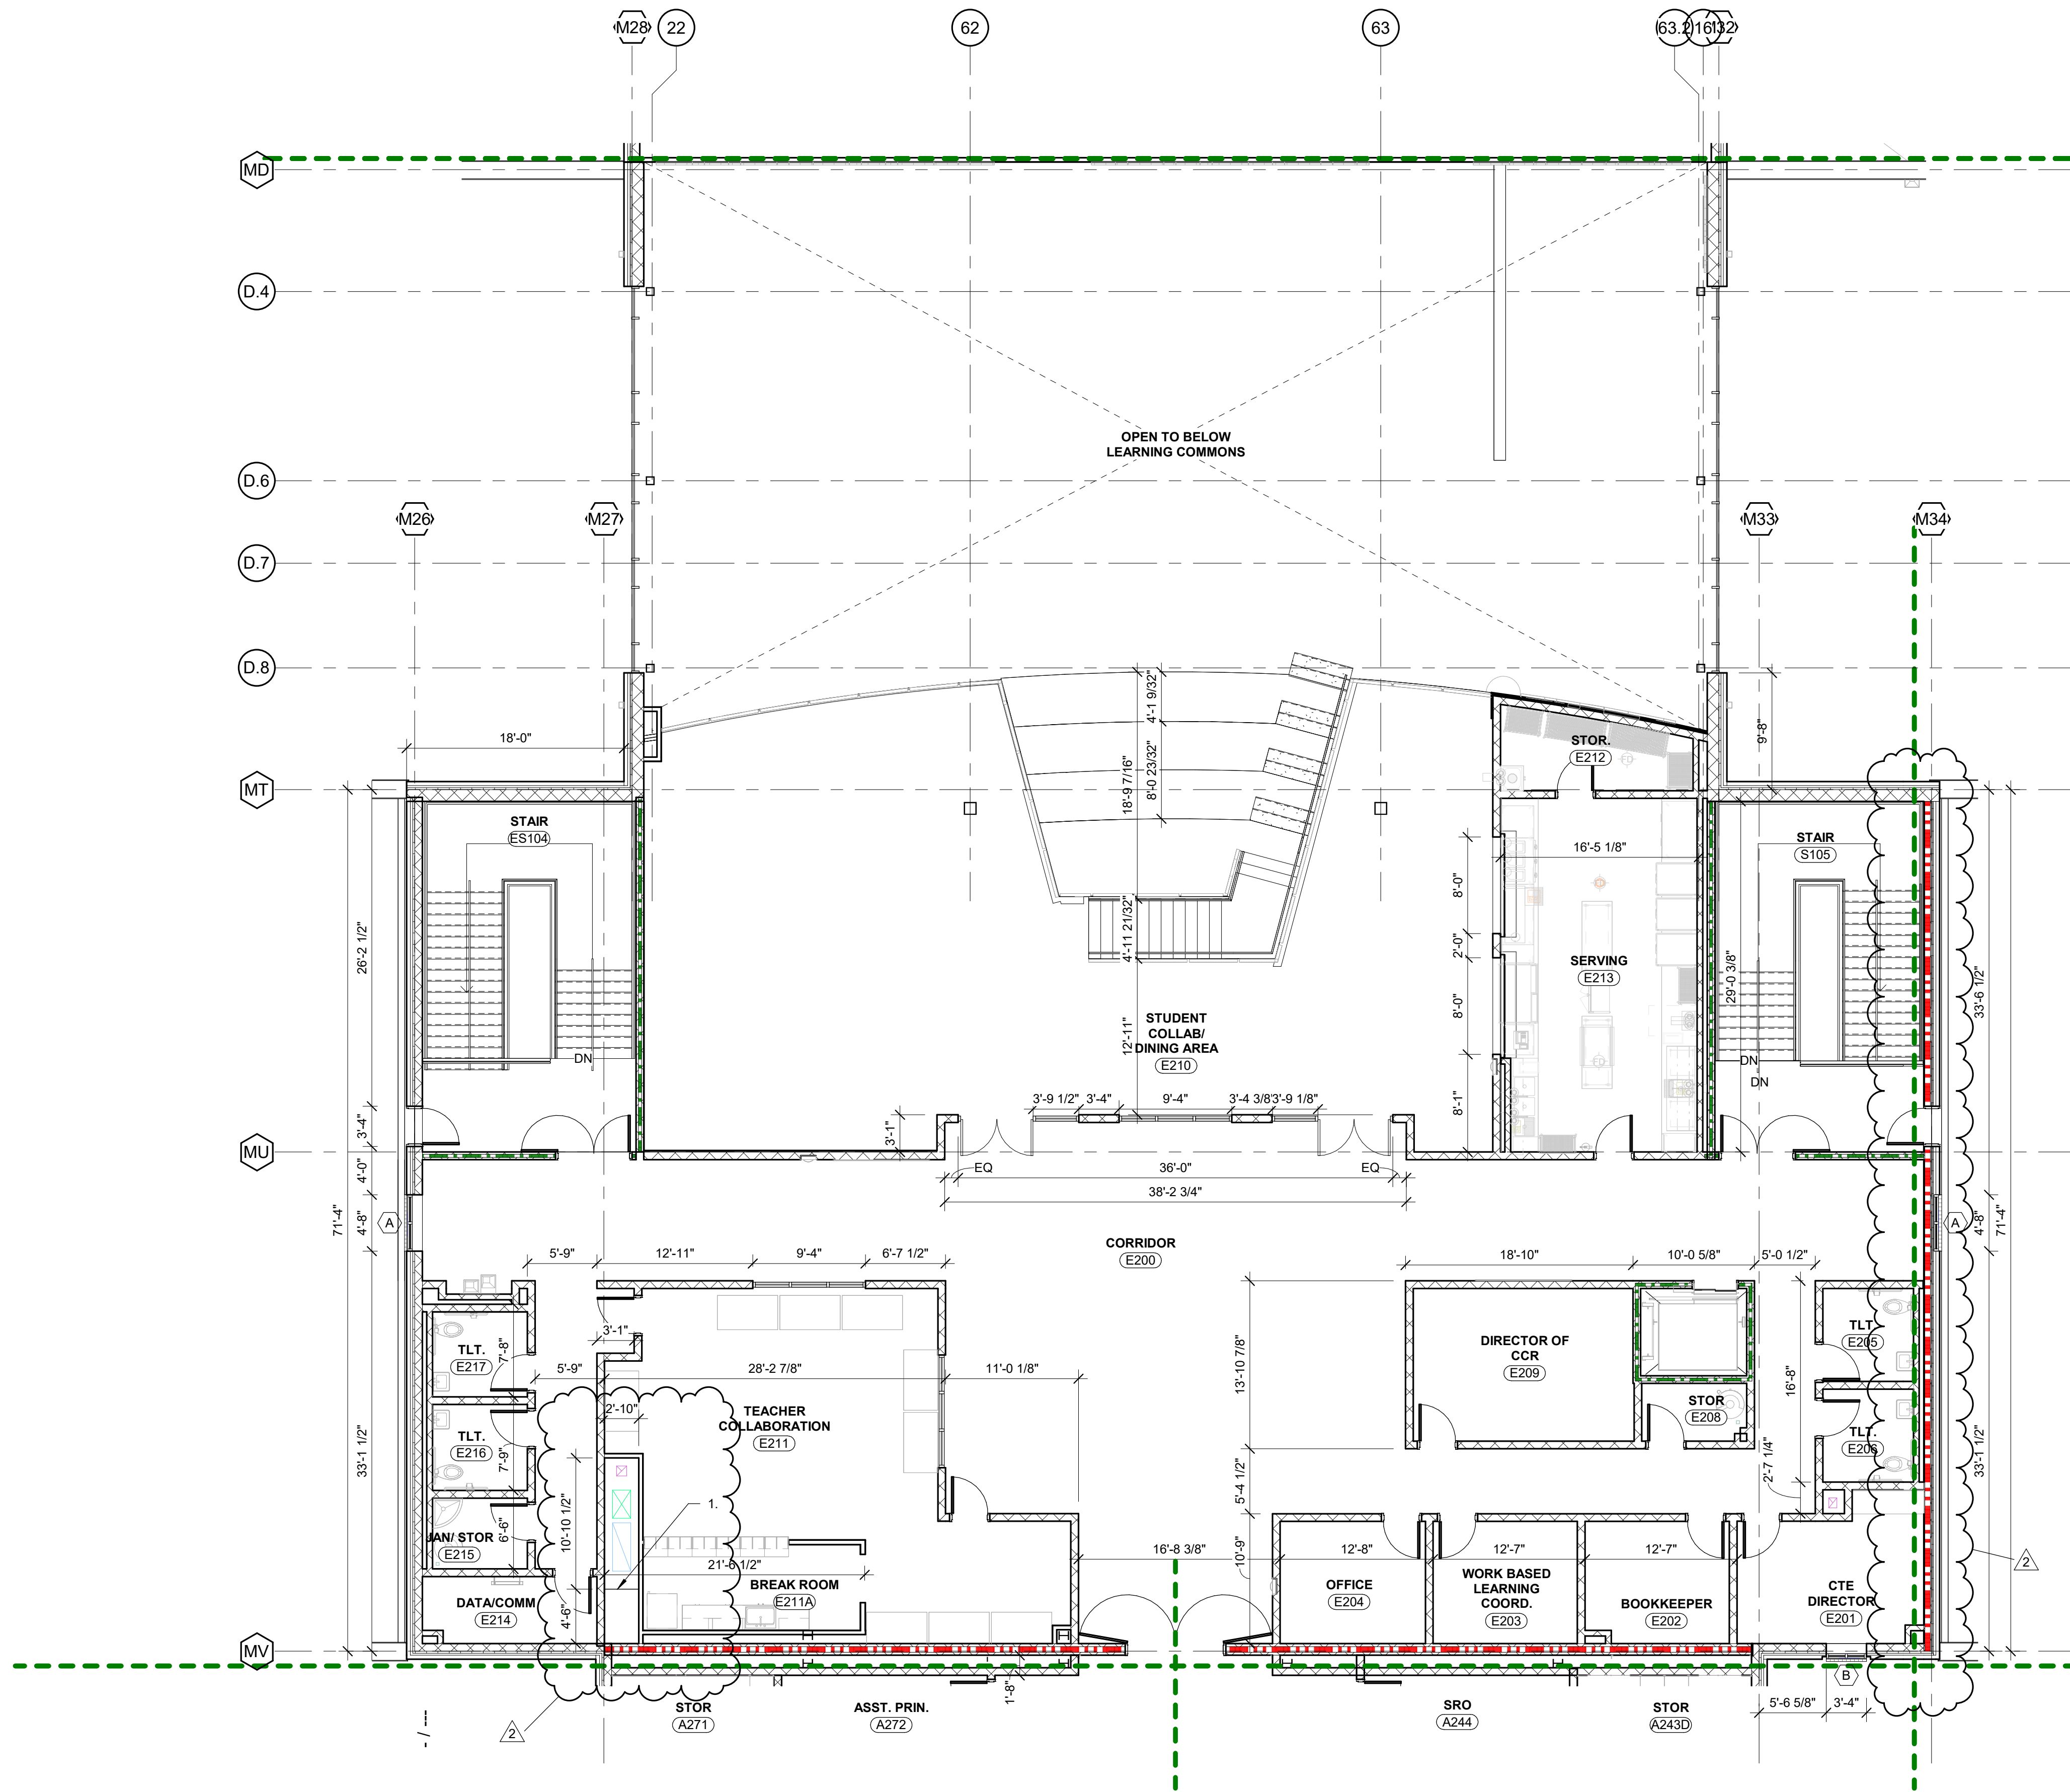 M28
22
62
63
63.2
16
M32
MD
D.4
OPEN TO BELOW
LEARNING COMMONS
D.6
M26
M27
M33
M34
D.7
D.8
4'-1 9/32"
18'-9 7/16"
8'-0 23/32"
9'-8"
18'-0"
STOR.
E212
MT
STAIR
ES104
16'-5 1/8"
STAIR
S105
8'-0"
26'-2 1/2"
4'-11 21/32"
2'-0"
SERVING
E213
29'-0 3/8"
33'-6 1/2"
8'-0"
STUDENT
COLLAB/
DINING AREA
E210
12'-11"
DN
DN
DN
3'-9 1/2"
3'-4"
9'-4"
3'-4 3/8"
3'-9 1/8"
8'-1"
3'-4"
3'-1"
MU
4'-0"
EQ
36'-0"
EQ
38'-2 3/4"
71'-4"
4'-8"
A
A
4'-8"
71'-4"
CORRIDOR
E200
5'-9"
12'-11"
9'-4"
6'-7 1/2"
18'-10"
10'-0 5/8"
5'-0 1/2"
3'-1"
TLT.
E217
7'-8"
5'-9"
28'-2 7/8"
11'-0 1/8"
13'-10 7/8"
DIRECTOR OF
CCR
E209
16'-8"
TLT.
E205
2'-10"
TEACHER
COLLABORATION
E211
STOR
E208
TLT.
E216
7'-9"
TLT.
E206
33'-1 1/2"
2'-7 1/4"
33'-1 1/2"
5'-4 1/2"
1.
10'-10 1/2"
JAN/ STOR
E215
6'-6"
21'-6 1/2"
16'-8 3/8"
10'-9"
12'-8"
12'-7"
12'-7"
2
BREAK ROOM
E211A
OFFICE
E204
WORK BASED
LEARNING
COORD.
E203
BOOKKEEPER
E202
CTE
DIRECTOR
E201
DATA/COMM
E214
4'-6"
MV
B
1'-8"
5'-6 5/8"
3'-4"
- / ---
2
STOR
A271
ASST. PRIN.
A272
SRO
A244
STOR
A243D